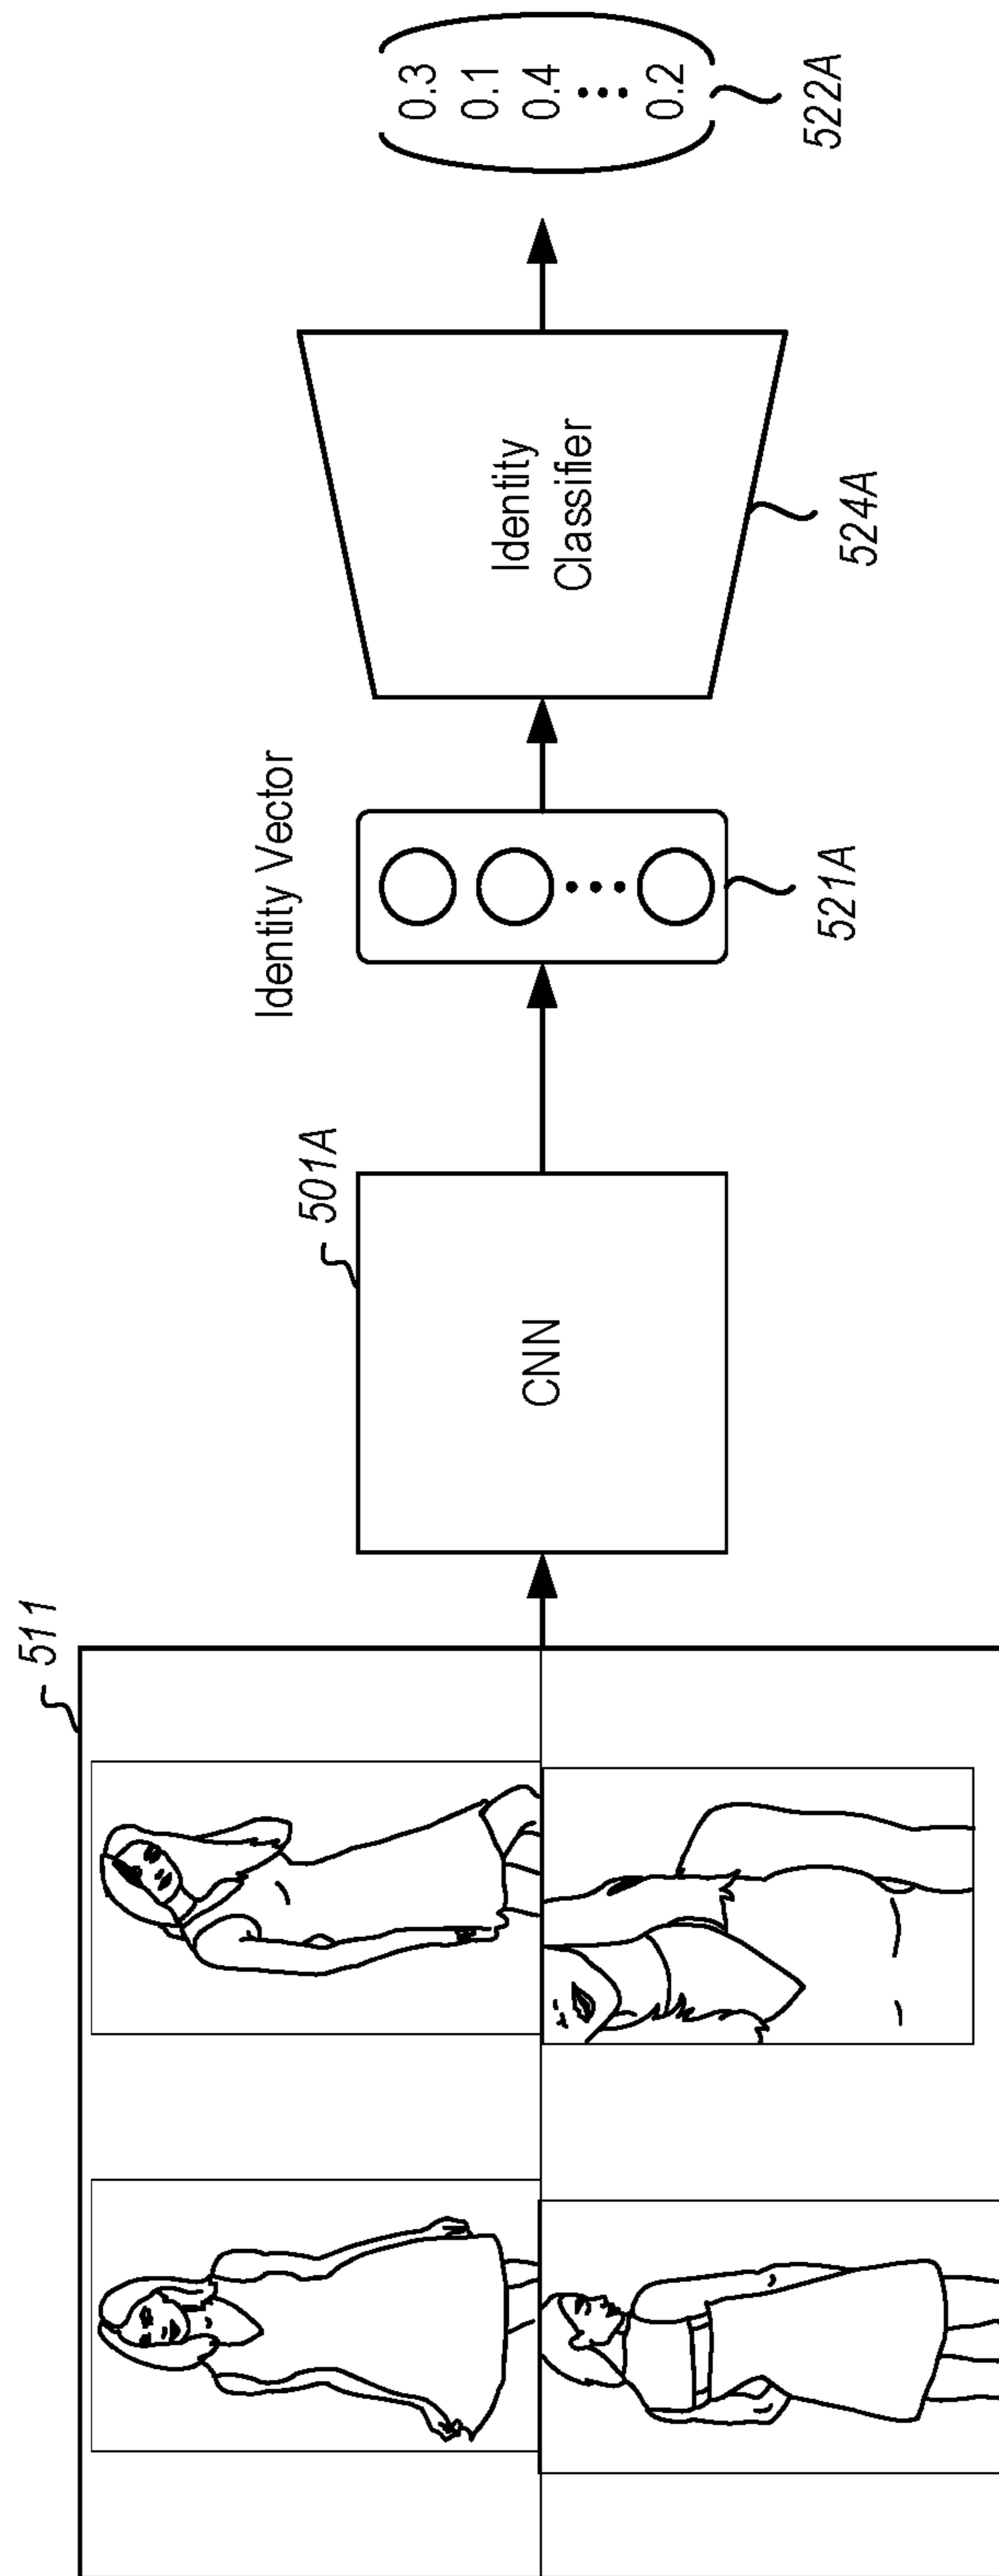 511
CNN
501A
Identity Vector
521A
Identity
Classifier
524A
0.3
0.1
0.4
0.2
522A